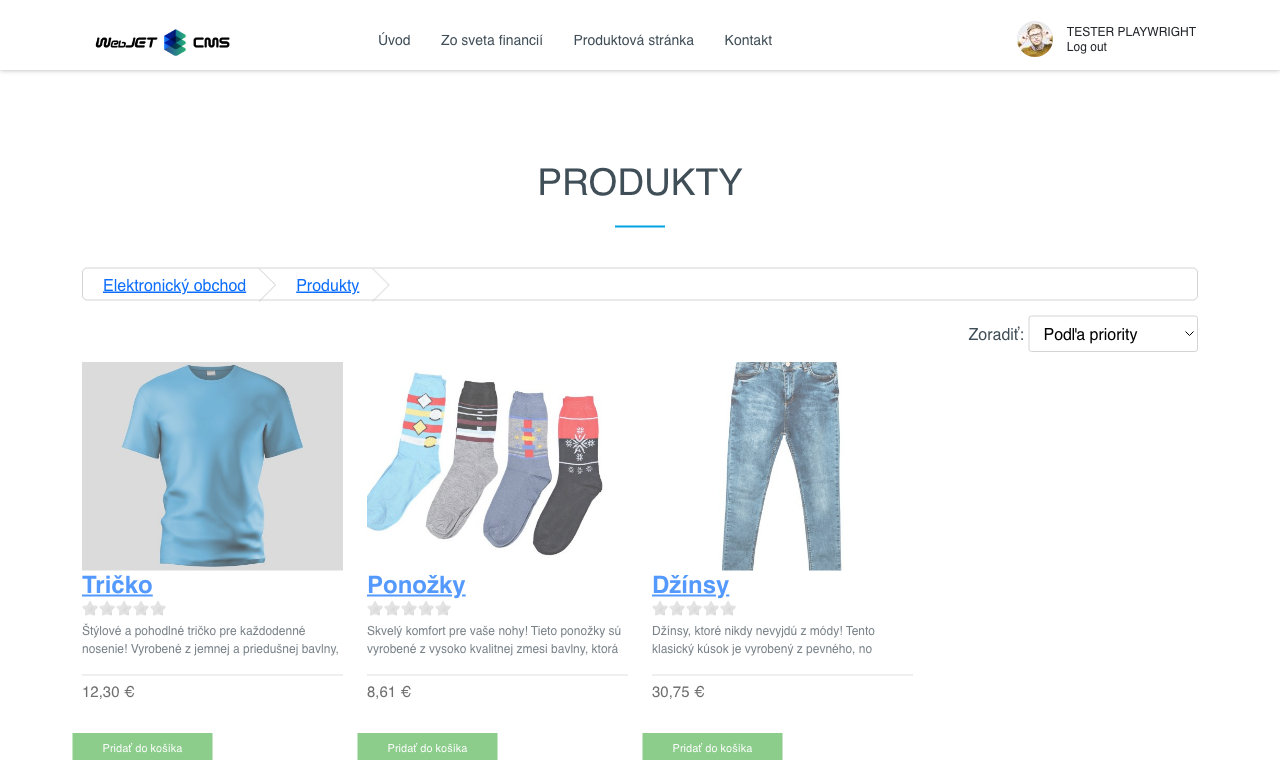 WebJET CMS
Úvod
Zo sveta financií
Produktová stránka
Kontakt
TESTER PLAYWRIGHT
Log out
PRODUKTY
Elektronický obchod
Produkty
Zoradiť:
Podľa priority
Tričko
Štýlové a pohodlné tričko pre každodenné
nosenie! Vyrobené z jemnej a priedušnej bavlny,
12,30 €
Pridať do košíka
Ponožky
Skvelý komfort pre vaše nohy! Tieto ponožky sú
vyrobené z vysoko kvalitnej zmesi bavlny, ktorá
8,61 €
Pridať do košíka
Džínsy
Džínsy, ktoré nikdy nevyjdú z módy! Tento
klasický kúsok je vyrobený z pevného, no
30,75 €
Pridať do košíka